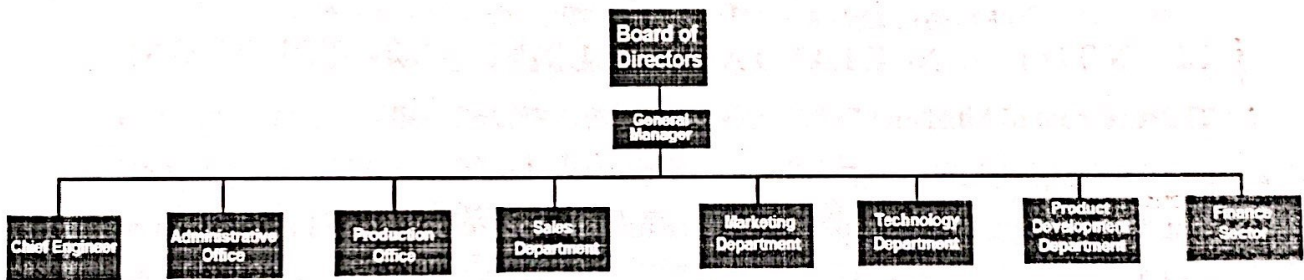 Board of
Directors
General
Manager
Chief Engineer
Administrative
Office
Production
Office
Sales
Department
Marketing
Department
Technology
Department
Product
Development
Department
Finance
Sector